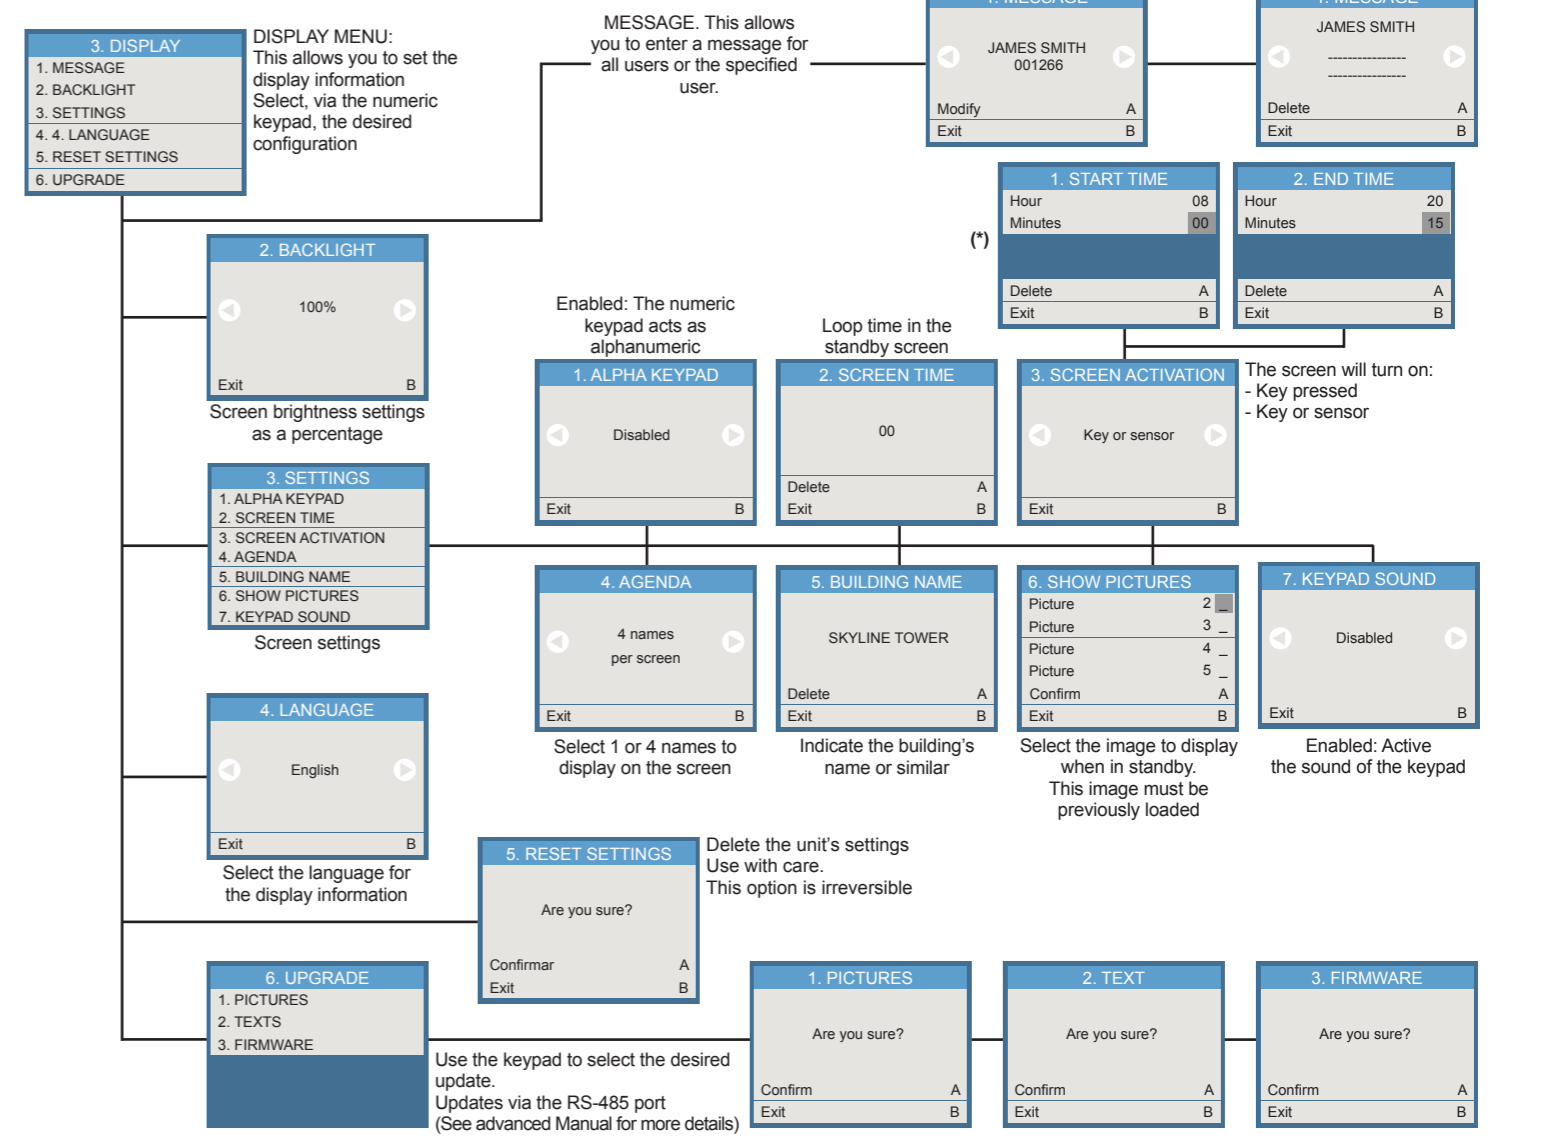 3. DISPLAY
1. MESSAGE
2. BACKLIGHT
3. SETTINGS
4. 4. LANGUAGE
5. RESET SETTINGS
6. UPGRADE
DISPLAY MENU:
This allows you to set the
display information
Select, via the numeric
keypad, the desired
configuration
MESSAGE. This allows
you to enter a message for
all users or the specified
user.
1. MESSAGE
JAMES SMITH
001266
Modify A
Exit B
1. MESSAGE
JAMES SMITH
----------------
----------------
Delete A
Exit B
(*)
1. START TIME
Hour 08
Minutes 00
Delete A
Exit B
2. END TIME
Hour 20
Minutes 15
Delete A
Exit B
2. BACKLIGHT
100%
Exit B
Screen brightness settings
as a percentage
Enabled: The numeric
keypad acts as
alphanumeric
1. ALPHA KEYPAD
Disabled
Exit B
Loop time in the
standby screen
2. SCREEN TIME
00
Delete A
Exit B
3. SCREEN ACTIVATION
Key or sensor
Exit B
The screen will turn on:
- Key pressed
- Key or sensor
3. SETTINGS
1. ALPHA KEYPAD
2. SCREEN TIME
3. SCREEN ACTIVATION
4. AGENDA
5. BUILDING NAME
6. SHOW PICTURES
7. KEYPAD SOUND
Screen settings
4. AGENDA
4 names
per screen
Exit B
Select 1 or 4 names to
display on the screen
5. BUILDING NAME
SKYLINE TOWER
Delete A
Exit B
Indicate the building's
name or similar
6. SHOW PICTURES
Picture 2 _
Picture 3 _
Picture 4 _
Picture 5 _
Confirm A
Exit B
Select the image to display
when in standby.
This image must be
previously loaded
7. KEYPAD SOUND
Disabled
Exit B
Enabled: Active
the sound of the keypad
4. LANGUAGE
English
Exit B
Select the language for
the display information
5. RESET SETTINGS
Are you sure?
Confirmar A
Exit B
Delete the unit's settings
Use with care.
This option is irreversible
6. UPGRADE
1. PICTURES
2. TEXTS
3. FIRMWARE
Use the keypad to select the desired
update.
Updates via the RS-485 port
(See advanced Manual for more details)
1. PICTURES
Are you sure?
Confirm A
Exit B
2. TEXT
Are you sure?
Confirm A
Exit B
3. FIRMWARE
Are you sure?
Confirm A
Exit B